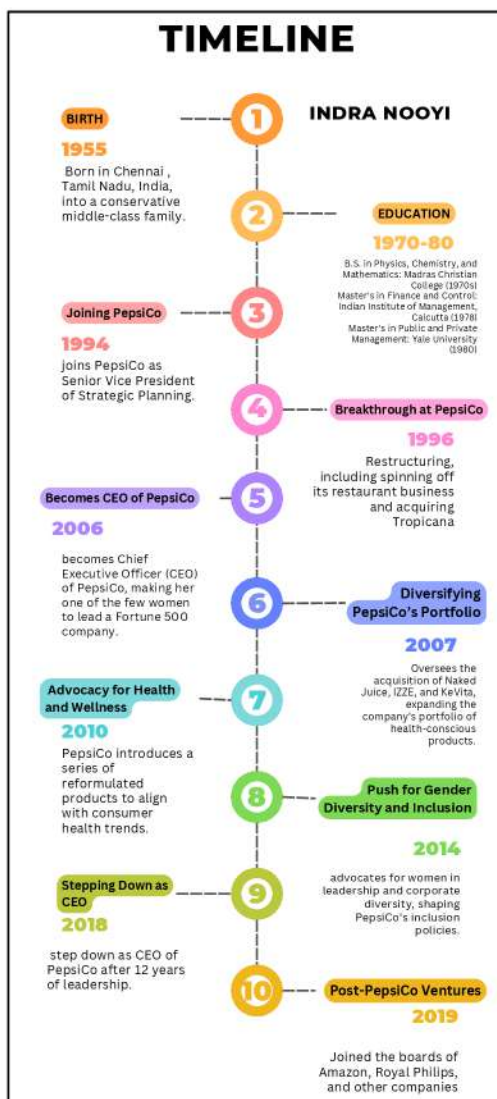 TIMELINE
INDRA NOOYI
1
BIRTH
1955
Born in Chennai ,
Tamil Nadu, India,
into a conservative
middle-class family.
2
EDUCATION
1970-80
B.S. in Physics, Chemistry, and
Mathematics: Madras Christian
College (1970s)
Master's in Finance and Control:
Indian Institute of Management,
Calcutta (1978)
Master's in Public and Private
Management: Yale University
(1980)
3
Joining PepsiCo
1994
joins PepsiCo as
Senior Vice President
of Strategic Planning.
4
Breakthrough at PepsiCo
1996
Restructuring,
including spinning off
its restaurant business
and acquiring
Tropicana
5
Becomes CEO of PepsiCo
2006
becomes Chief
Executive Officer (CEO)
of PepsiCo, making her
one of the few women
to lead a Fortune 500
company.
6
Diversifying
PepsiCo's Portfolio
2007
Oversees the
acquisition of Naked
Juice, IZZE, and KeVita,
expanding the
company's portfolio of
health-conscious
products.
7
Advocacy for Health
and Wellness
2010
PepsiCo introduces a
series of
reformulated
products to align
with consumer
health trends.
8
Push for Gender
Diversity and Inclusion
2014
advocates for women in
leadership and corporate
diversity, shaping
PepsiCo's inclusion
policies.
9
Stepping Down as
CEO
2018
step down as CEO of
PepsiCo after 12 years
of leadership.
10
Post-PepsiCo Ventures
2019
Joined the boards of
Amazon, Royal Philips,
and other companies